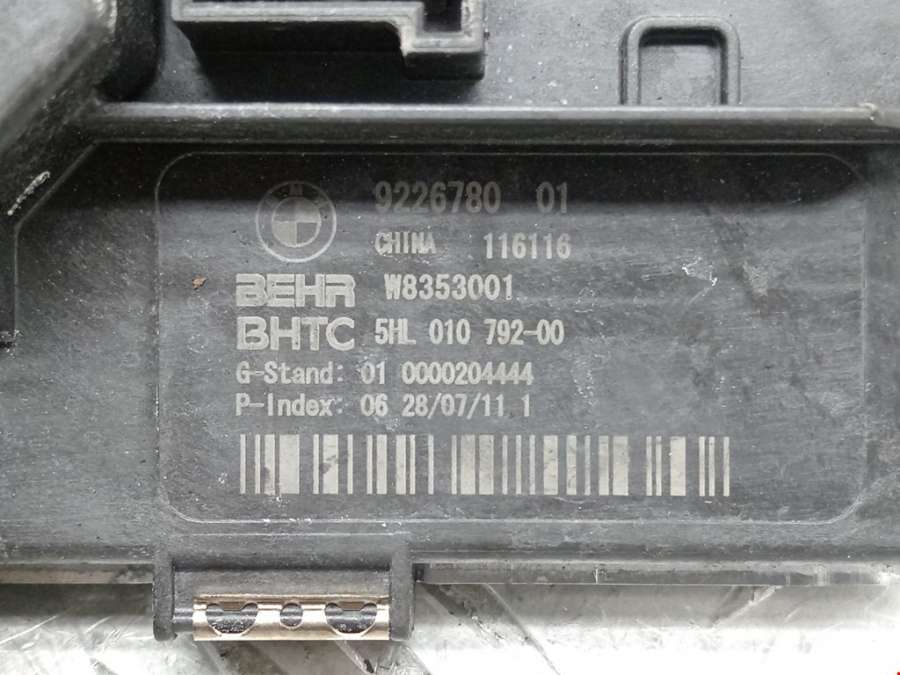 9226780 01
CHINA 116116
BEHR W8353001
BHTC 5HL 010 792-00
G-Stand: 01 0000204444
P-Index: 06 28/07/11 1